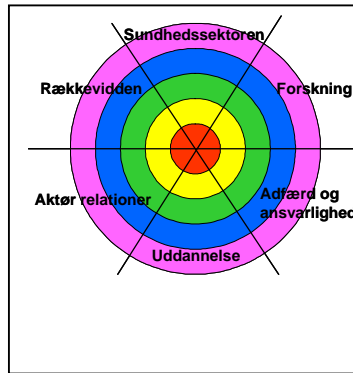 Sundhedssektoren
Rækkevidden
Forskning
Aktør relationer
Adfærd og
ansvarlighed
Uddannelse